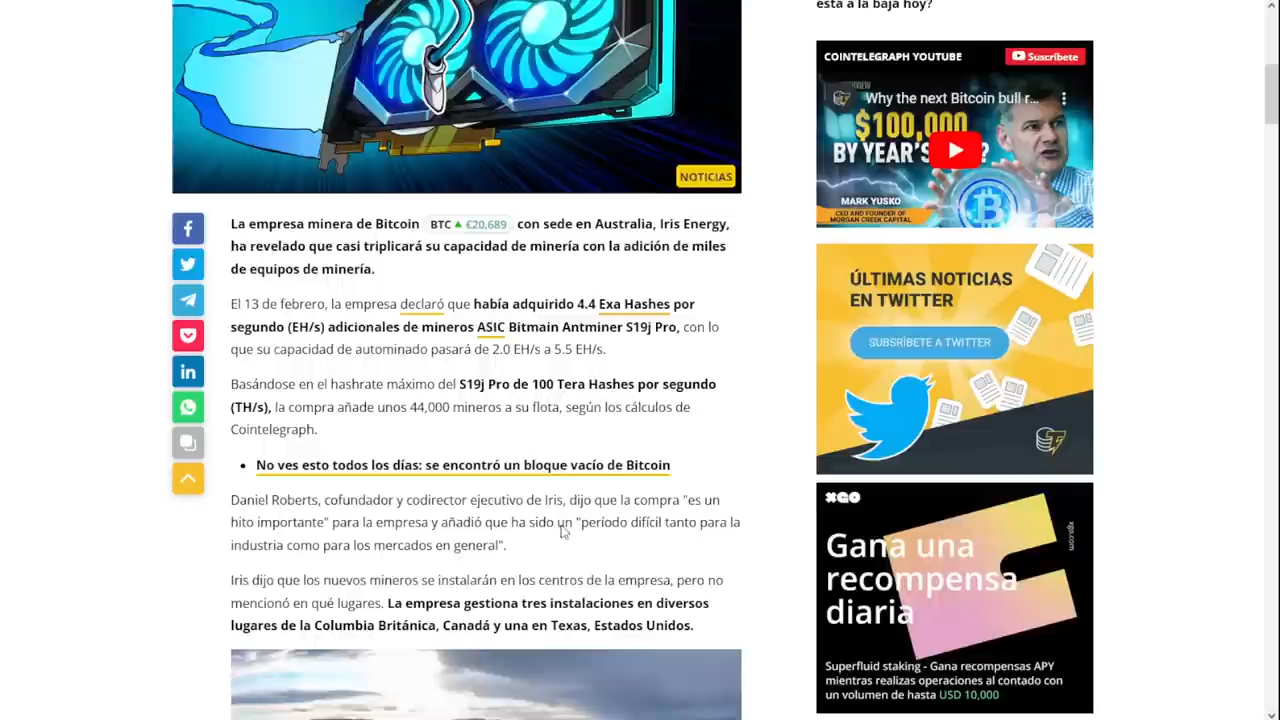 está a la baja hoy?
NOTICIAS
La empresa minera de Bitcoin BTC €20,689 con sede en Australia, Iris Energy,
ha revelado que casi triplicará su capacidad de minería con la adición de miles
de equipos de minería.
El 13 de febrero, la empresa declaró que había adquirido 4.4 Exa Hashes por
segundo (EH/s) adicionales de mineros ASIC Bitmain Antminer S19j Pro, con lo
que su capacidad de autominado pasará de 2.0 EH/s a 5.5 EH/s.
Basándose en el hashrate máximo del S19j Pro de 100 Tera Hashes por segundo
(TH/s), la compra añade unos 44,000 mineros a su flota, según los cálculos de
Cointelegraph.
No ves esto todos los días: se encontró un bloque vacío de Bitcoin
Daniel Roberts, cofundador y codirector ejecutivo de Iris, dijo que la compra "es un
hito importante" para la empresa y añadió que ha sido un "período difícil tanto para la
industria como para los mercados en general".
Iris dijo que los nuevos mineros se instalarán en los centros de la empresa, pero no
mencionó en qué lugares. La empresa gestiona tres instalaciones en diversos
lugares de la Columbia Británica, Canadá y una en Texas, Estados Unidos.
COINTELEGRAPH YOUTUBE
Suscríbete
Why the next Bitcoin bull r...
$100,000
BY YEAR'S ?
MARK YUSKO
CEO AND FOUNDER OF
MORGAN CREEK CAPITAL
ÚLTIMAS NOTICIAS
EN TWITTER
SUBSRÍBETE A TWITTER
xgo
xgo.com
Gana una
recompensa
diaria
Superfluid staking - Gana recompensas APY
mientras realizas operaciones al contado con
un volumen de hasta USD 10,000